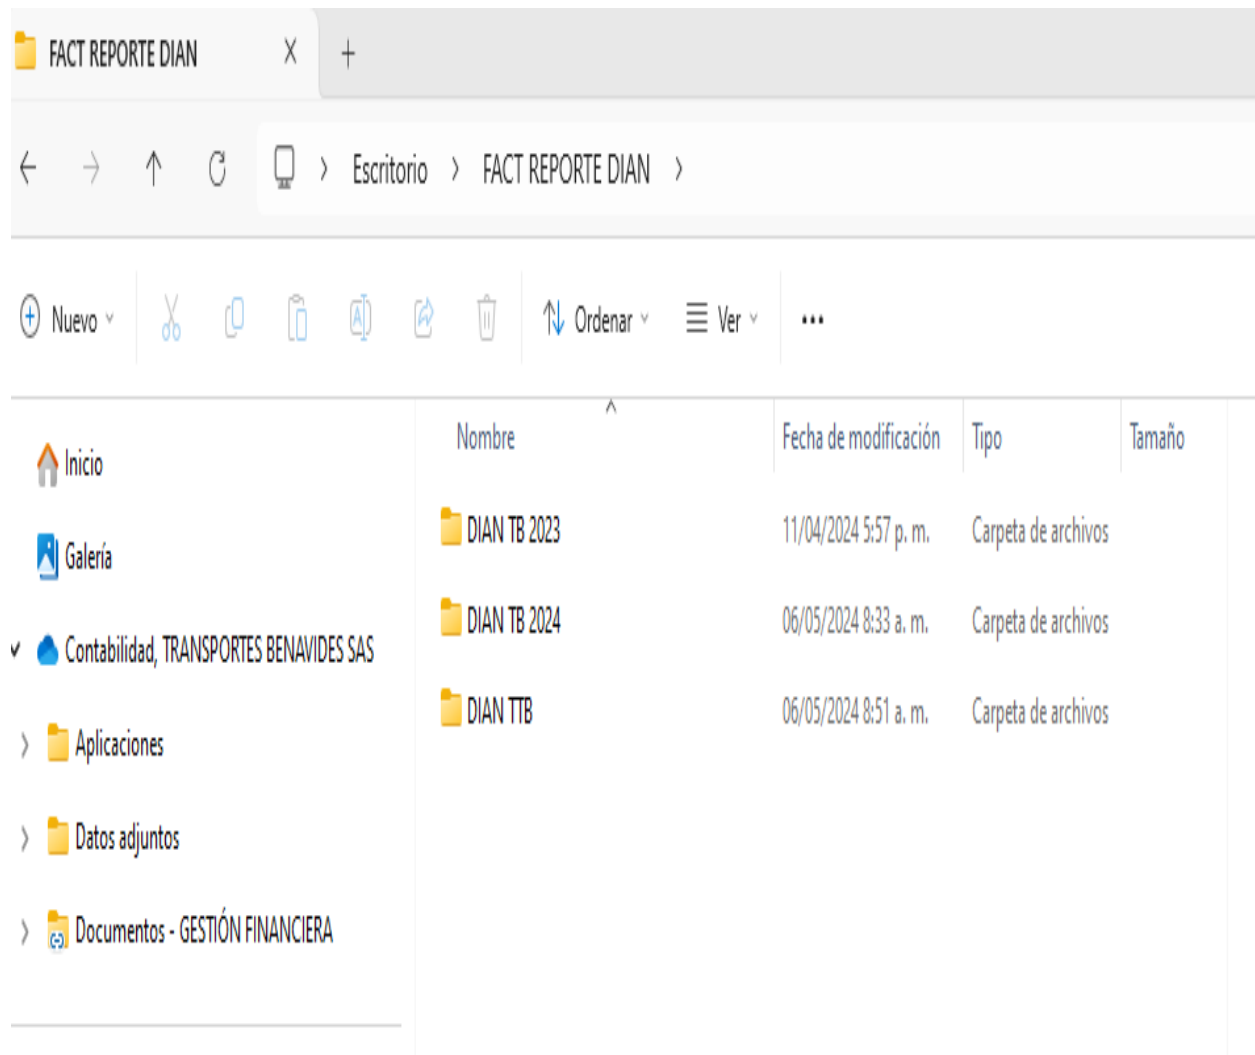 FACT REPORTE DIAN
Escritorio > FACT REPORTE DIAN >
Nuevo
Ordenar
Ver
Nombre
Fecha de modificación
Tipo
Tamaño
Inicio
Galería
Contabilidad, TRANSPORTES BENAVIDES SAS
Aplicaciones
Datos adjuntos
Documentos - GESTIÓN FINANCIERA
DIAN TB 2023 11/04/2024 5:57 p. m. Carpeta de archivos
DIAN TB 2024 06/05/2024 8:33 a. m. Carpeta de archivos
DIAN TTB 06/05/2024 8:51 a. m. Carpeta de archivos